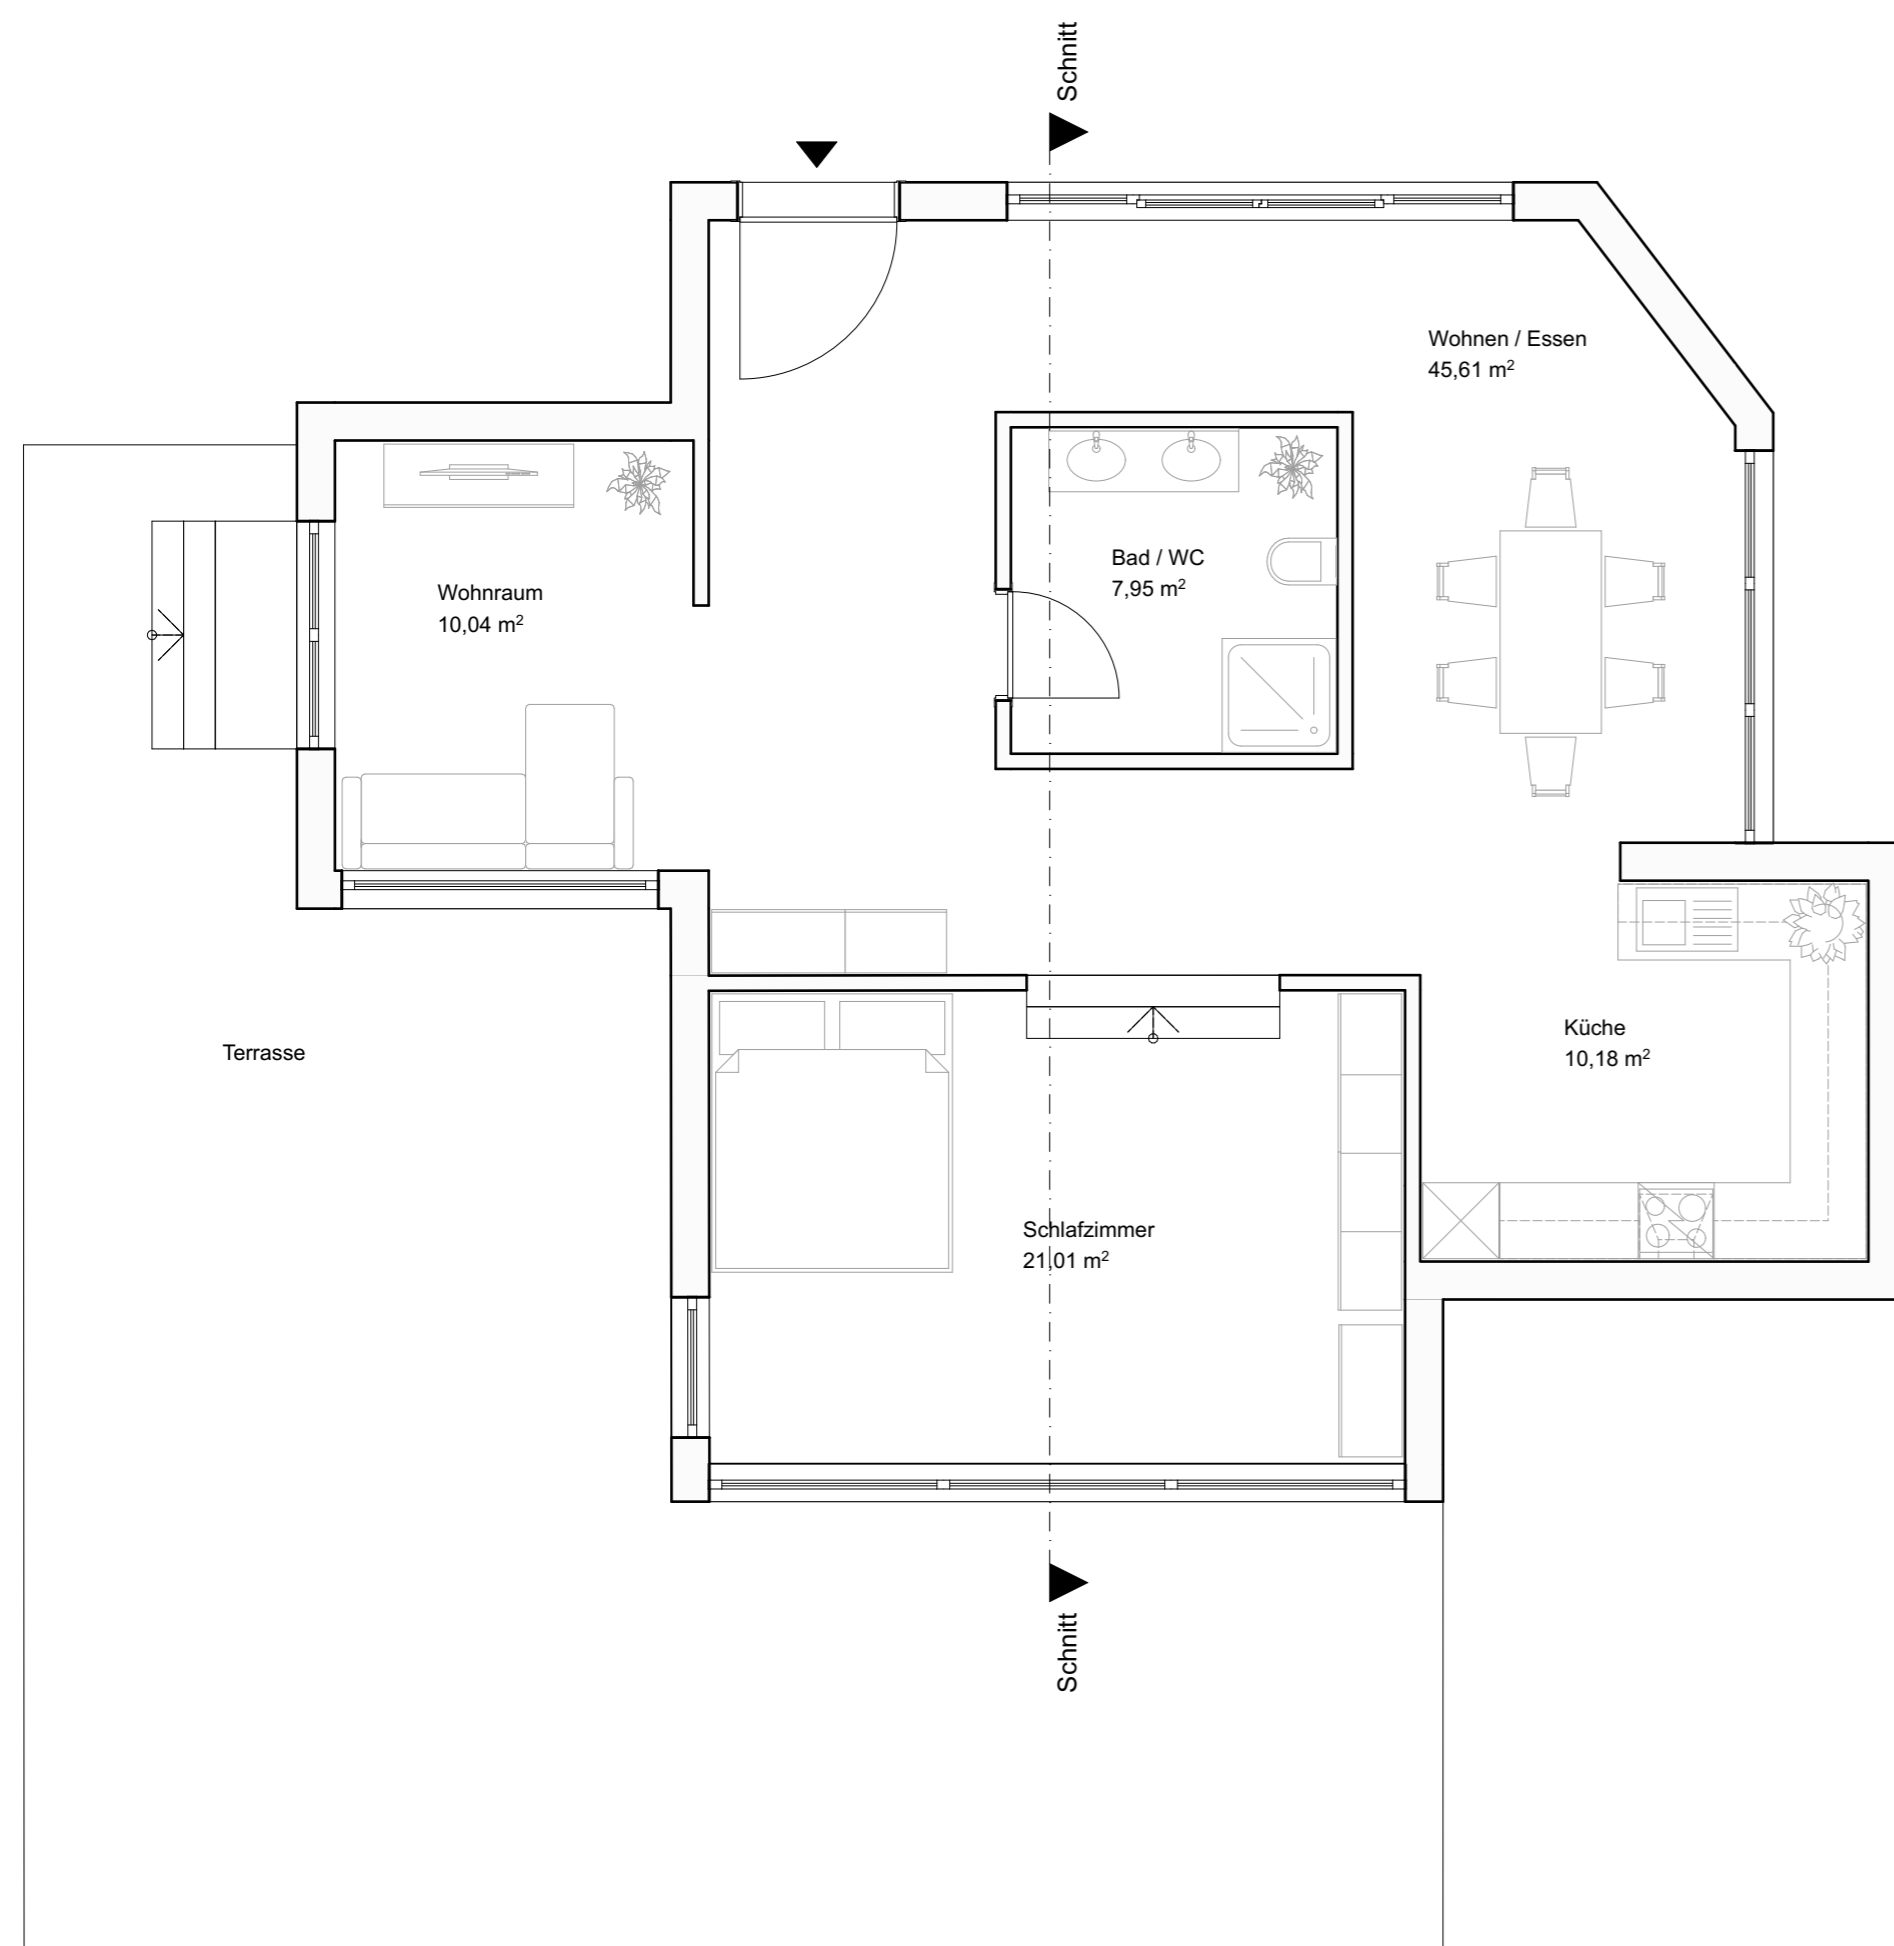 Schnitt
Wohnen / Essen
45,61 m²
Bad / WC
7,95 m²
Wohnraum
10,04 m²
Küche
10,18 m²
Terrasse
Schlafzimmer
21,01 m²
Schnitt